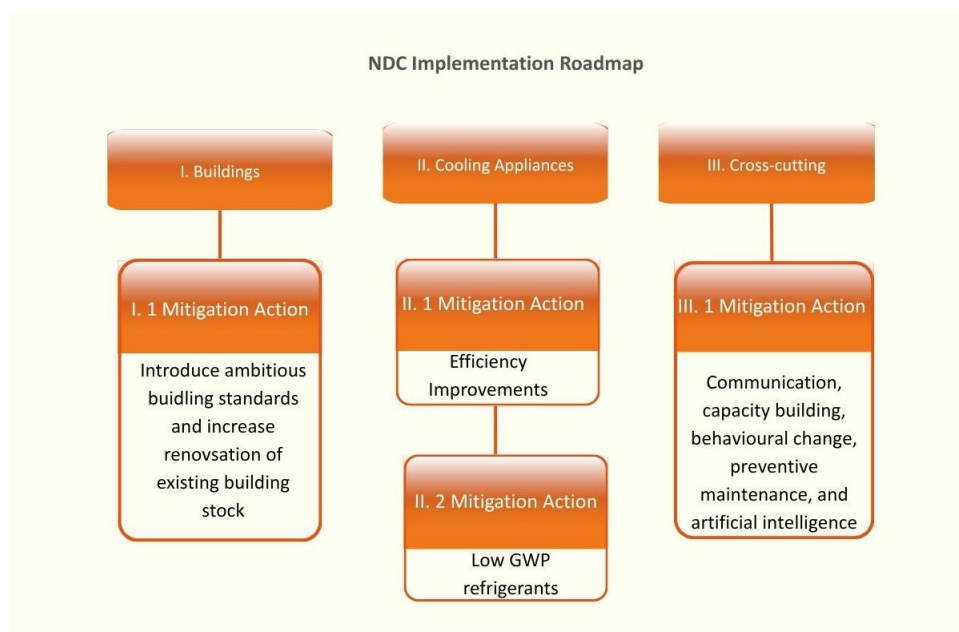 NDC Implementation Roadmap
I. Buildings
I. 1 Mitigation Action
Introduce ambitious
buidling standards
and increase
renovsation of
existing building
stock
II. Cooling Appliances
II. 1 Mitigation Action
Efficiency
Improvements
II. 2 Mitigation Action
Low GWP
refrigerants
III. Cross-cutting
III. 1 Mitigation Action
Communication,
capacity building,
behavioural change,
preventive
maintenance, and
artificial intelligence